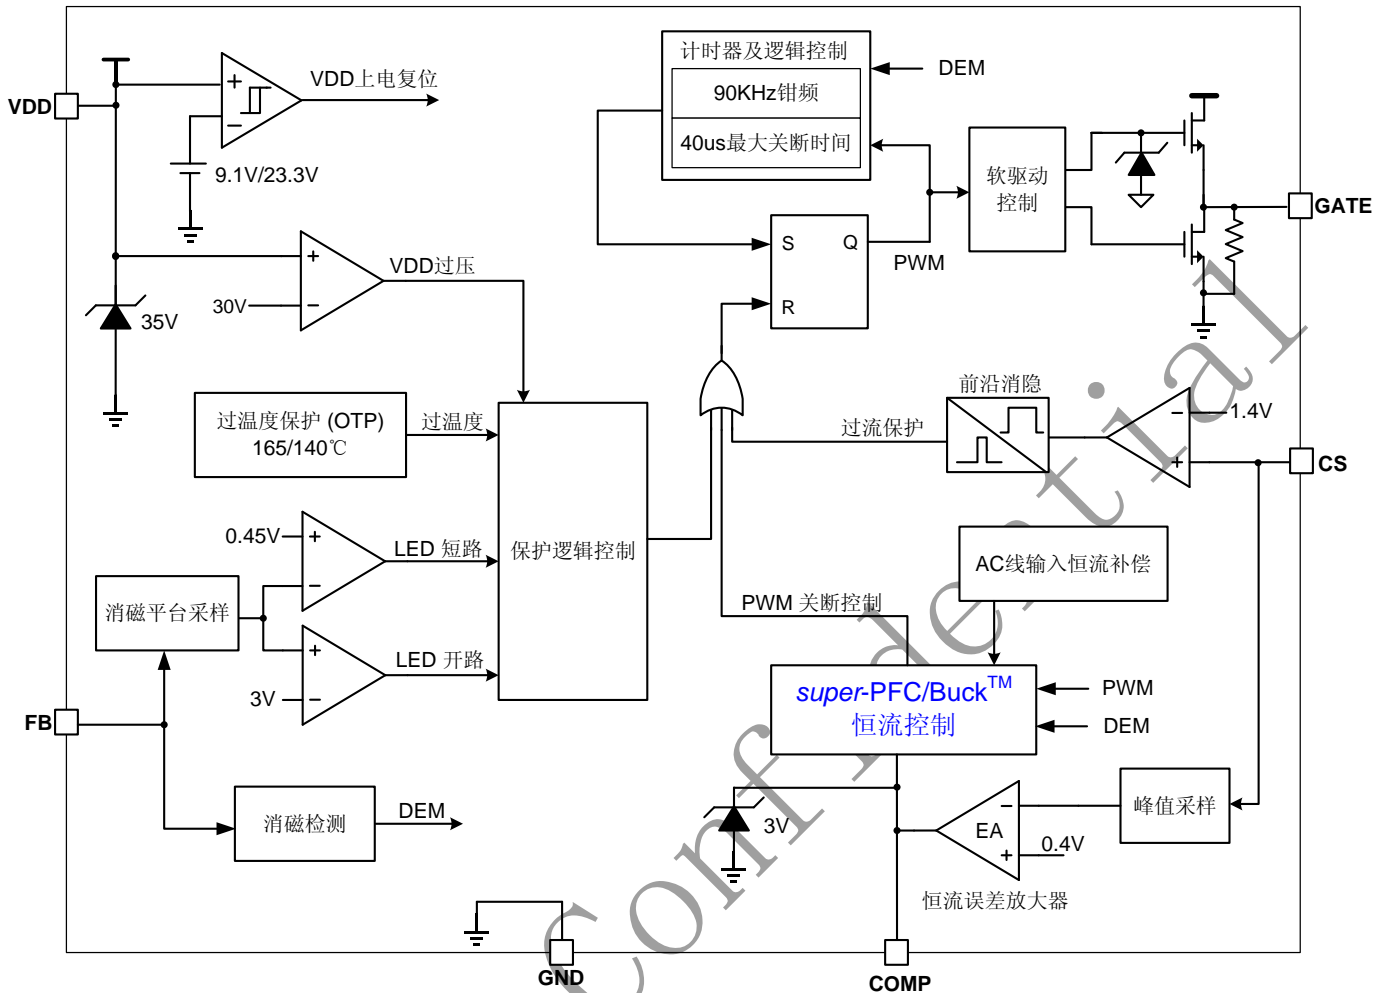 计时器及逻辑控制
90KHz钳频
40us最大关断时间
DEM
VDD
VDD上电复位
+
−
9.1V/23.3V
软驱动
控制
GATE
S
Q
R
PWM
+
−
30V
VDD过压
35V
过温度保护 (OTP)
165/140℃
过温度
前沿消隐
过流保护
−
+
1.4V
CS
0.45V
+
−
LED 短路
保护逻辑控制
AC线输入恒流补偿
消磁平台采样
PWM 关断控制
+
−
3V
LED 开路
super-PFC/Buck™
恒流控制
PWM
DEM
FB
消磁检测
DEM
3V
−
EA
+
0.4V
峰值采样
恒流误差放大器
GND
COMP
Confidential